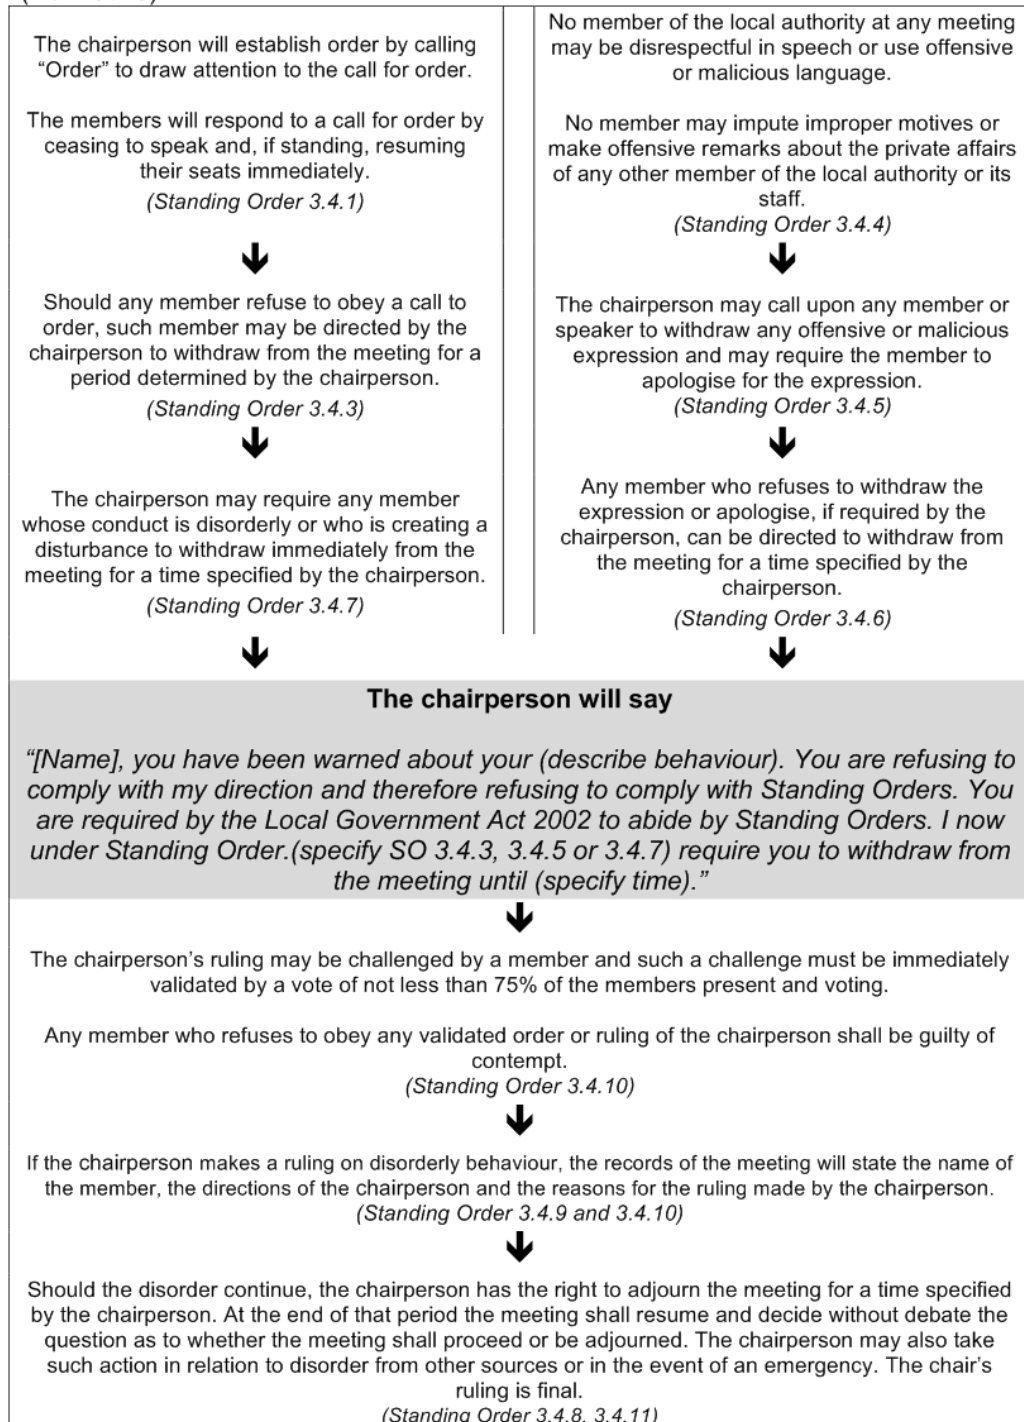 The chairperson will establish order by calling
“Order” to draw attention to the call for order.
The members will respond to a call for order by
ceasing to speak and, if standing, resuming
their seats immediately.
(Standing Order 3.4.1)
Should any member refuse to obey a call to
order, such member may be directed by the
chairperson to withdraw from the meeting for a
period determined by the chairperson.
(Standing Order 3.4.3)
The chairperson may require any member
whose conduct is disorderly or who is creating a
disturbance to withdraw immediately from the
meeting for a time specified by the chairperson.
(Standing Order 3.4.7)
No member of the local authority at any meeting
may be disrespectful in speech or use offensive
or malicious language.
No member may impute improper motives or
make offensive remarks about the private affairs
of any other member of the local authority or its
staff.
(Standing Order 3.4.4)
The chairperson may call upon any member or
speaker to withdraw any offensive or malicious
expression and may require the member to
apologise for the expression.
(Standing Order 3.4.5)
Any member who refuses to withdraw the
expression or apologise, if required by the
chairperson, can be directed to withdraw from
the meeting for a time specified by the
chairperson.
(Standing Order 3.4.6)
The chairperson will say
“[Name], you have been warned about your (describe behaviour). You are refusing to
comply with my direction and therefore refusing to comply with Standing Orders. You
are required by the Local Government Act 2002 to abide by Standing Orders. I now
under Standing Order.(specify SO 3.4.3, 3.4.5 or 3.4.7) require you to withdraw from
the meeting until (specify time).”
The chairperson’s ruling may be challenged by a member and such a challenge must be immediately
validated by a vote of not less than 75% of the members present and voting.
Any member who refuses to obey any validated order or ruling of the chairperson shall be guilty of
contempt.
(Standing Order 3.4.10)
If the chairperson makes a ruling on disorderly behaviour, the records of the meeting will state the name of
the member, the directions of the chairperson and the reasons for the ruling made by the chairperson.
(Standing Order 3.4.9 and 3.4.10)
Should the disorder continue, the chairperson has the right to adjourn the meeting for a time specified
by the chairperson. At the end of that period the meeting shall resume and decide without debate the
question as to whether the meeting shall proceed or be adjourned. The chairperson may also take
such action in relation to disorder from other sources or in the event of an emergency. The chair’s
ruling is final.
(Standing Order 3.4.8, 3.4.11)